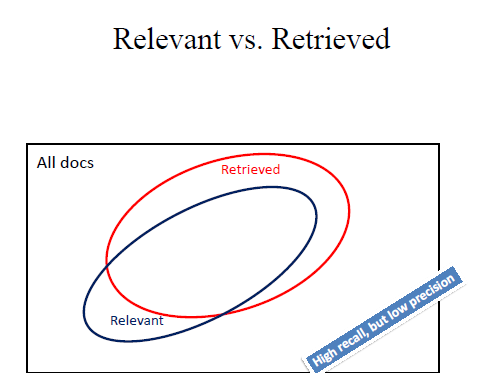 Relevant vs. Retrieved
All docs
Retrieved
Relevant
High recall, but low precision